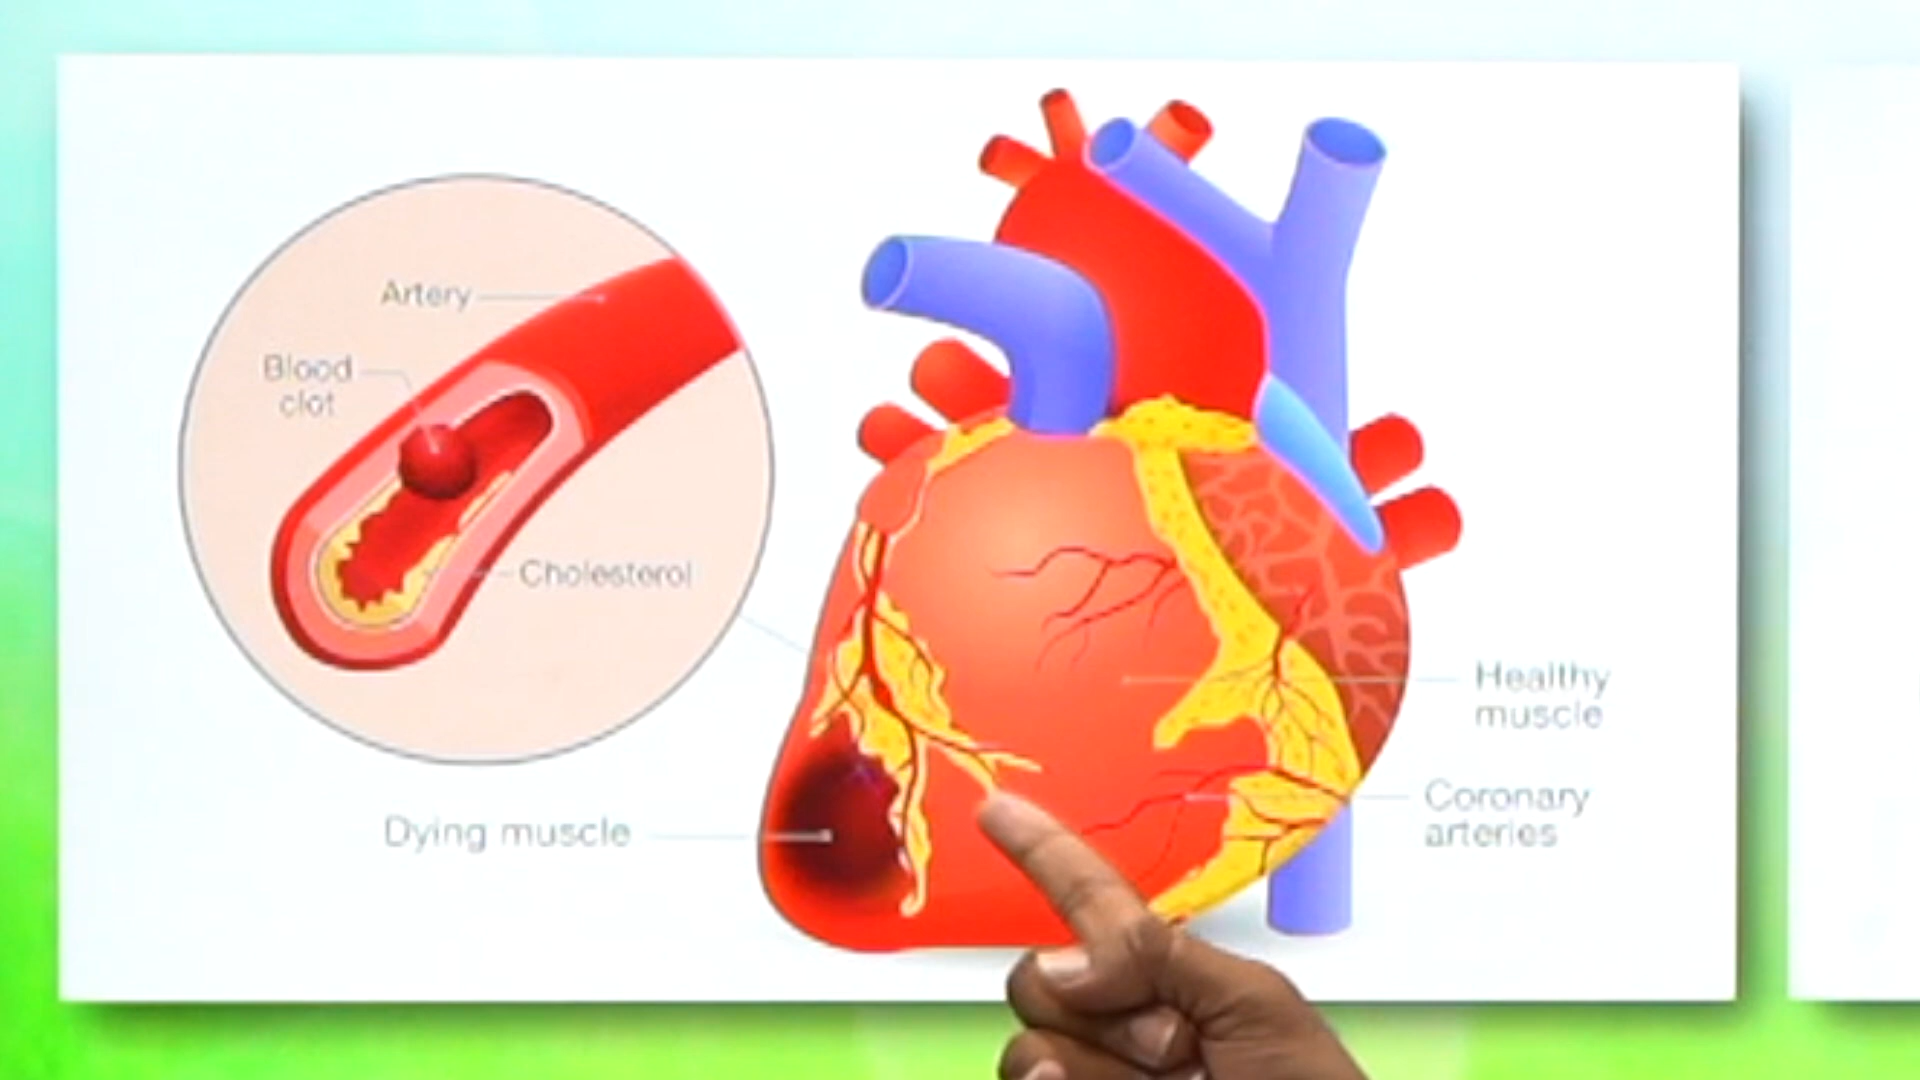 Artery
Blood
clot
Cholesterol
Dying muscle
Healthy
muscle
Coronary
arteries